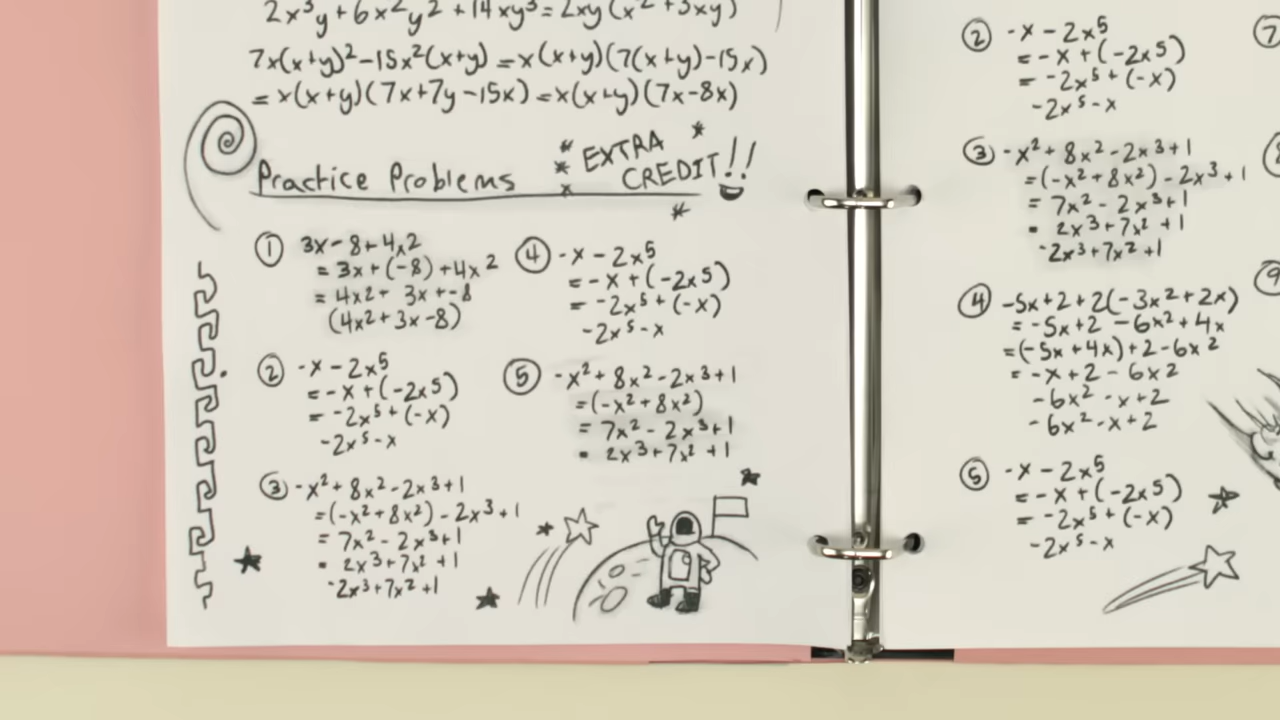 2x³y + 6x²y² + 14xy³ = 2xy(x² + 3xy)
7x(x+y)² - 15x²(x+y) = x(x+y)(7(x+y) - 15x)
= x(x+y)(7x+7y-15x) = x(x+y)(7x-8x)
Practice Problems
EXTRA
CREDIT!!
① 3x - 8 + 4x2
= 3x + (-8) + 4x²
= 4x2 + 3x + -8
(4x2 + 3x - 8)
② -x - 2x⁵
= -x + (-2x⁵)
= -2x⁵ + (-x)
-2x⁵ - x
③ -x² + 8x² - 2x³ + 1
= (-x² + 8x²) - 2x³ + 1
= 7x² - 2x³ + 1
= 2x³ + 7x² + 1
-2x³ + 7x² + 1
④ -x - 2x⁵
= -x + (-2x⁵)
= -2x⁵ + (-x)
-2x⁵ - x
⑤ -x² + 8x² - 2x³ + 1
= (-x² + 8x²)
= 7x² - 2x³ + 1
= 2x³ + 7x² + 1
② -x - 2x⁵
= -x + (-2x⁵)
= -2x⁵ + (-x)
-2x⁵ - x
③ -x² + 8x² - 2x³ + 1
= (-x² + 8x²) - 2x³ + 1
= 7x² - 2x³ + 1
= 2x³ + 7x² + 1
-2x³ + 7x² + 1
④ -5x + 2 + 2(-3x² + 2x)
= -5x + 2 - 6x² + 4x
= (-5x + 4x) + 2 - 6x²
= -x + 2 - 6x²
-6x² - x + 2
-6x² - x + 2
⑤ -x - 2x⁵
= -x + (-2x⁵)
= -2x⁵ + (-x)
-2x⁵ - x